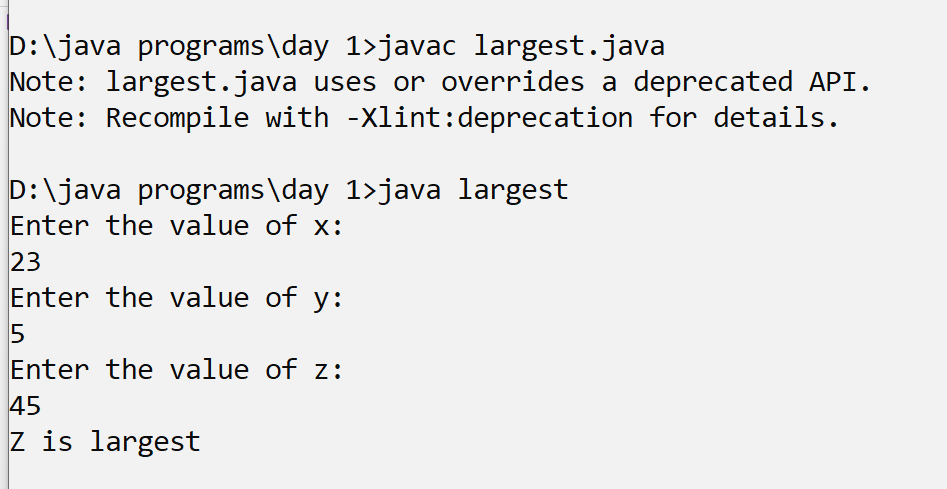 D:\java programs\day 1>javac largest.java
Note: largest.java uses or overrides a deprecated API.
Note: Recompile with -Xlint:deprecation for details.
D:\java programs\day 1>java largest
Enter the value of x:
23
Enter the value of y:
5
Enter the value of z:
45
Z is largest